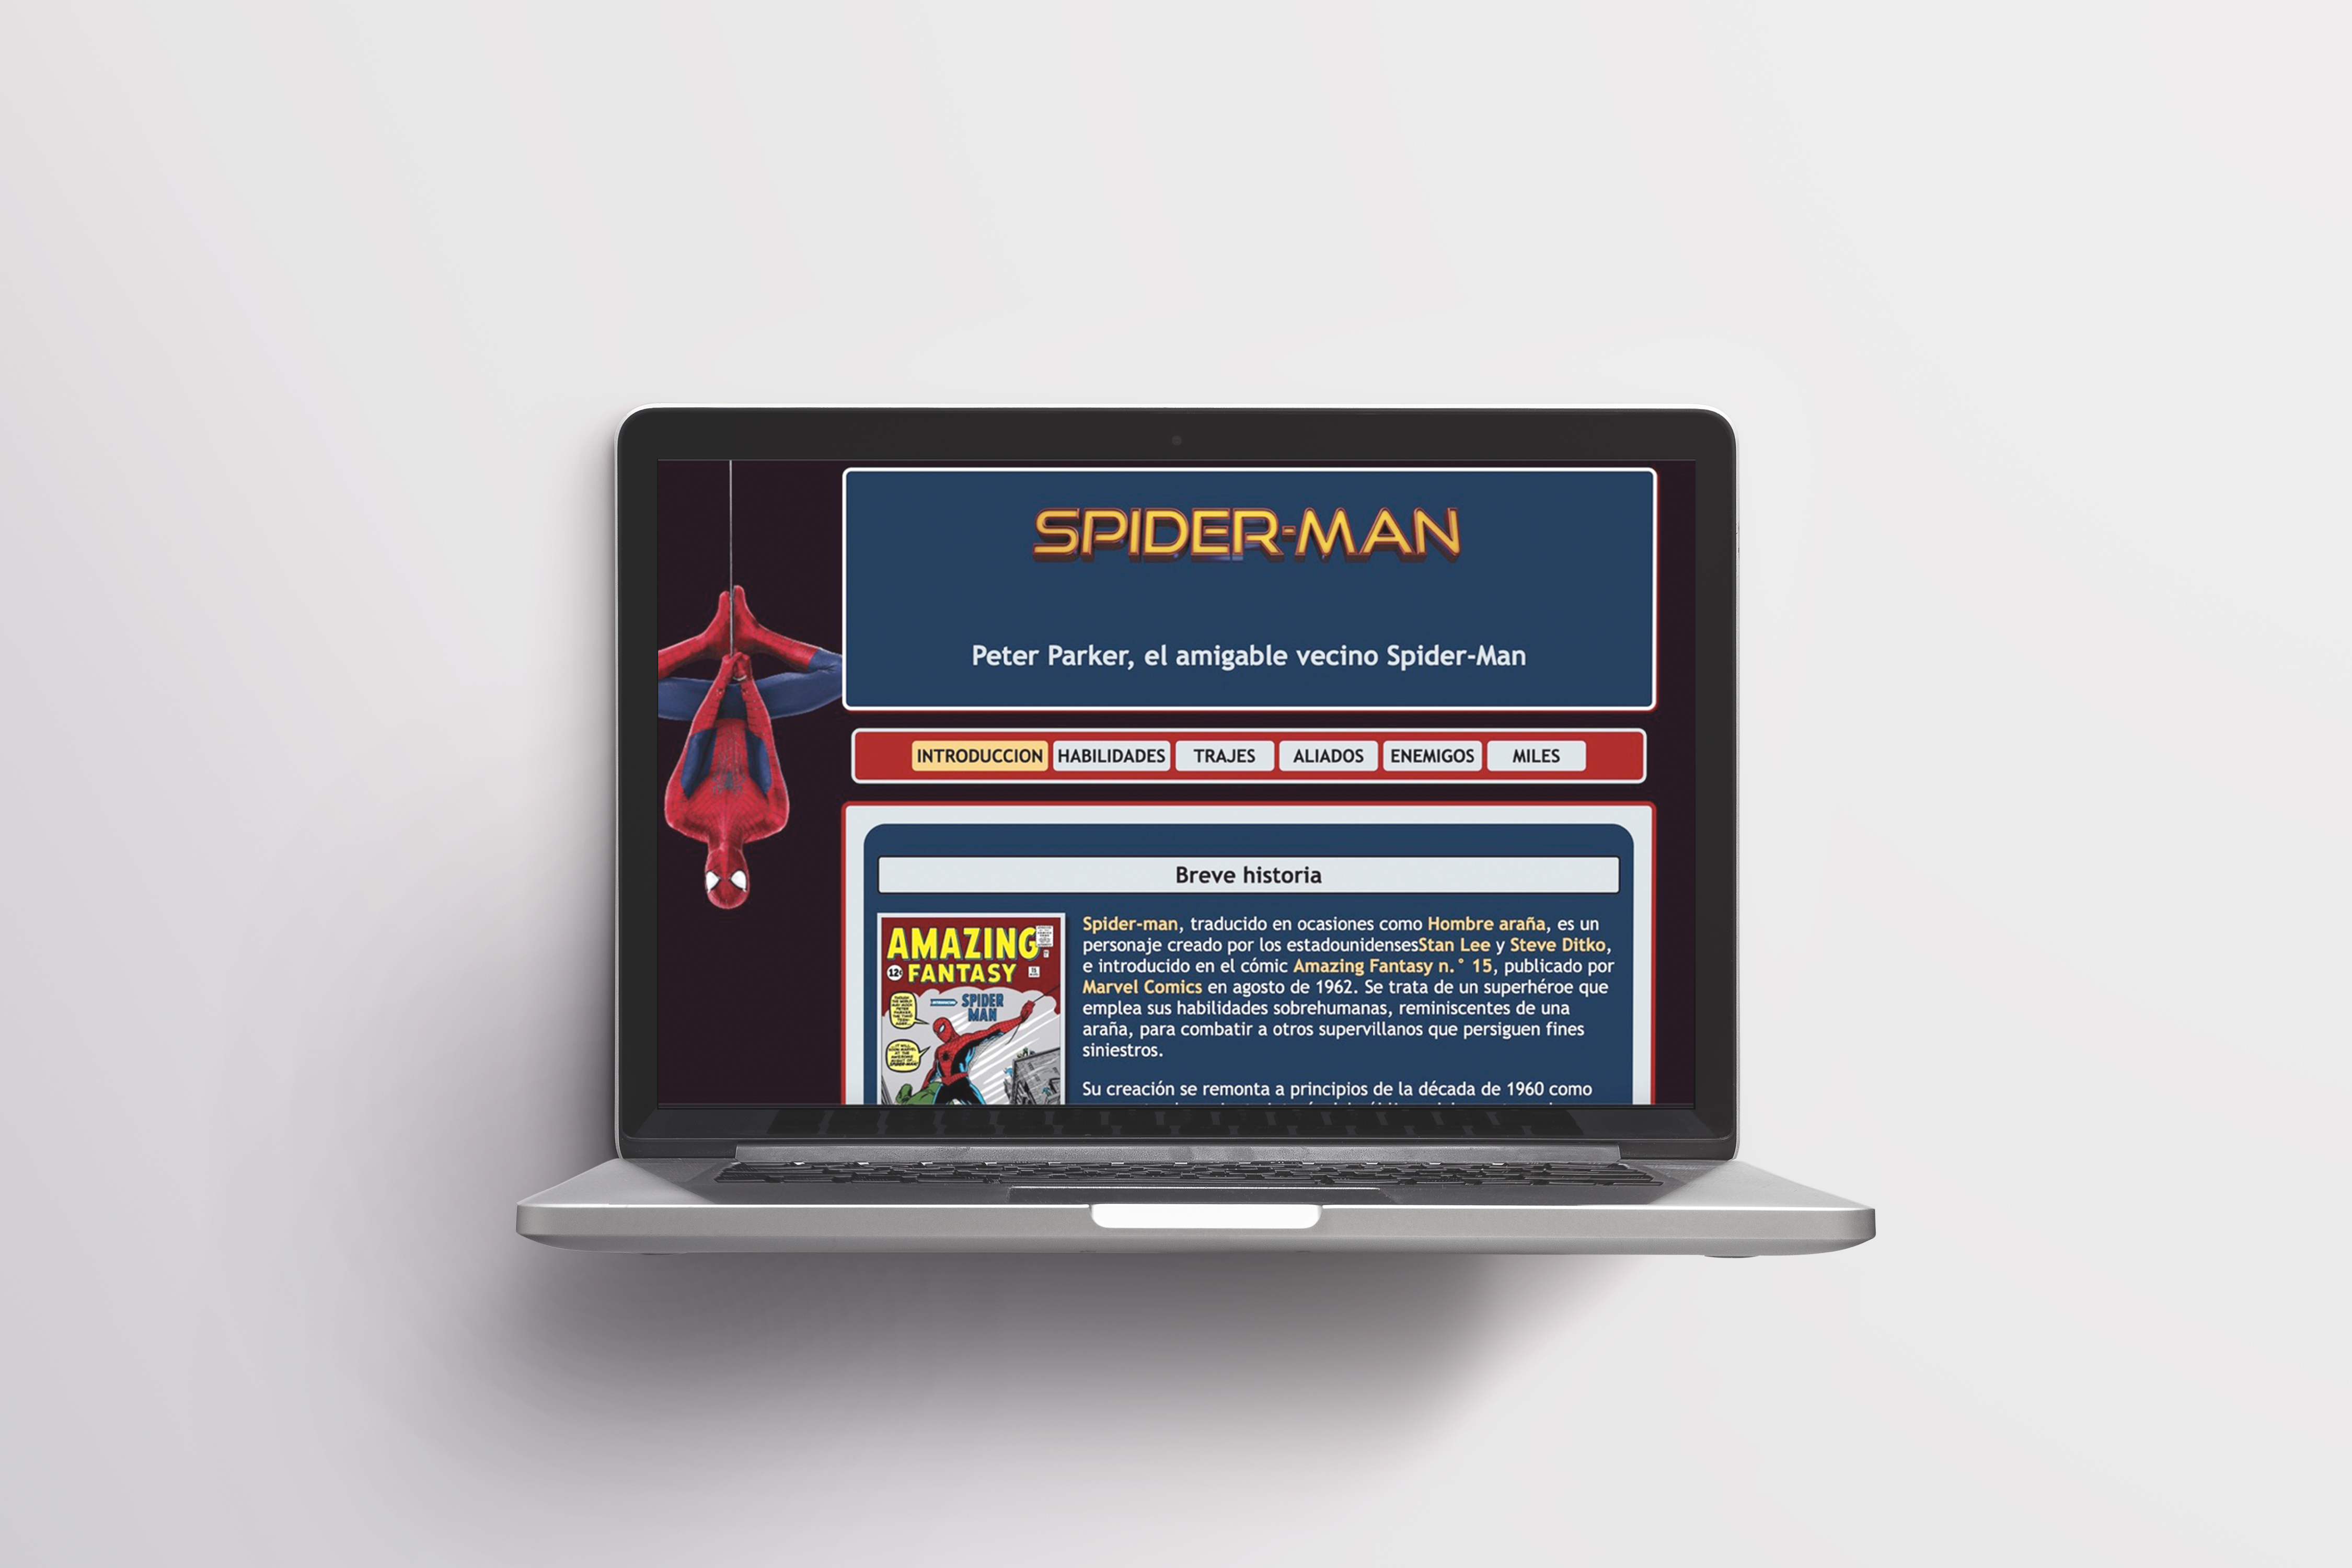 SPIDER-MAN
Peter Parker, el amigable vecino Spider-Man
INTRODUCCION HABILIDADES TRAJES ALIADOS ENEMIGOS MILES
Breve historia
AMAZING
FANTASY
12¢
15
SPIDER
MAN
Spider-man, traducido en ocasiones como Hombre araña, es un
personaje creado por los estadounidensesStan Lee y Steve Ditko,
e introducido en el cómic Amazing Fantasy n.° 15, publicado por
Marvel Comics en agosto de 1962. Se trata de un superhéroe que
emplea sus habilidades sobrehumanas, reminiscentes de una
araña, para combatir a otros supervillanos que persiguen fines
siniestros.
Su creación se remonta a principios de la década de 1960 como